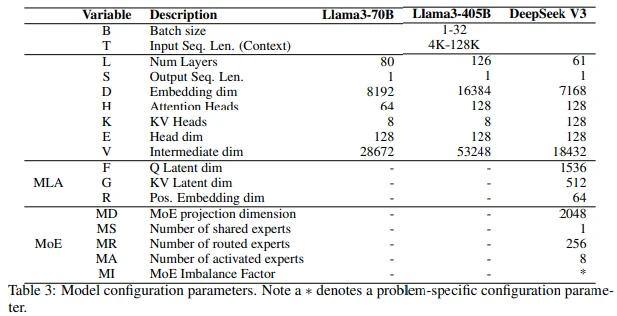 Variable Description Llama3-70B Llama3-405B DeepSeek V3
B Batch size 1-32
T Input Seq. Len. (Context) 4K-128K
L Num Layers 80 126 61
S Output Seq. Len. 1 1 1
D Embedding dim 8192 16384 7168
H Attention Heads 64 128 128
K KV Heads 8 8 128
E Head dim 128 128 128
V Intermediate dim 28672 53248 18432
F Q Latent dim - - 1536
MLA G KV Latent dim - - 512
R Pos. Embedding dim - - 64
MD MoE projection dimension - - 2048
MS Number of shared experts - - 1
MoE MR Number of routed experts - - 256
MA Number of activated experts - - 8
MI MoE Imbalance Factor - - *
Table 3: Model configuration parameters. Note a * denotes a problem-specific configuration parame-
ter.